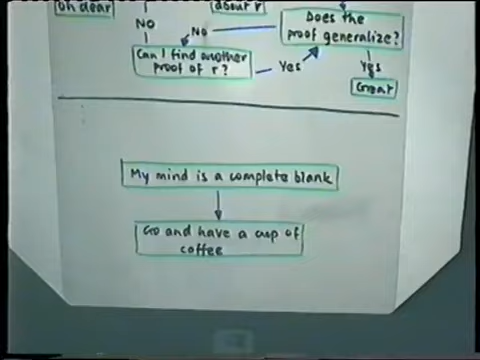 oh dear
about r
Does the
proof generalize?
NO
No
Can I find another
proof of r?
Yes
Yes
Great
My mind is a complete blank
Go and have a cup of
coffee